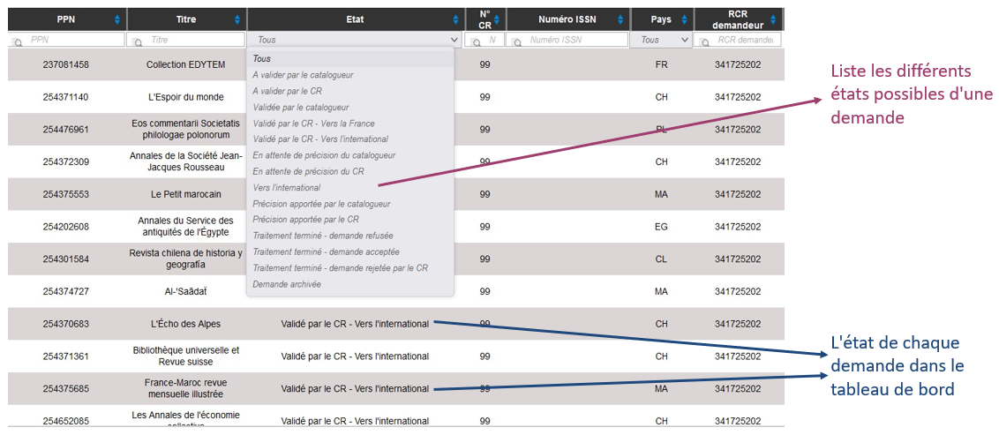 PPN Titre Etat N° CR Numéro ISSN Pays RCR demandeur
PPN Titre Tous N Numéro ISSN Tous RCR demande
237081458 Collection EDYTEM 99 FR 341725202
254371140 L'Espoir du monde 99 CH 341725202
254476961 Eos commentarii Societatis philologae polonorum 99 PL 341725202
254372309 Annales de la Société Jean-Jacques Rousseau 99 CH 341725202
254375553 Le Petit marocain 99 MA 341725202
254202608 Annales du Service des antiquités de l'Égypte 99 EG 341725202
254301584 Revista chilena de historia y geografía 99 CL 341725202
254374727 Al-'Saädaẗ 99 MA 341725202
254370683 L'Écho des Alpes Validé par le CR - Vers l'international 99 CH 341725202
254371361 Bibliothèque universelle et Revue suisse Validé par le CR - Vers l'international 99 CH 341725202
254375685 France-Maroc revue mensuelle illustrée Validé par le CR - Vers l'international 99 MA 341725202
254652085 Les Annales de l'économie collective Validé par le CR - Vers l'international 99 CH 341725202
Tous
A valider par le catalogueur
A valider par le CR
Validée par le catalogueur
Validé par le CR - Vers la France
Validé par le CR - Vers l'international
En attente de précision du catalogueur
En attente de précision du CR
Vers l'international
Précision apportée par le catalogueur
Précision apportée par le CR
Traitement terminé - demande refusée
Traitement terminé - demande acceptée
Traitement terminé - demande rejetée par le CR
Demande archivée
Liste les différents
états possibles d'une
demande
L'état de chaque
demande dans le
tableau de bord